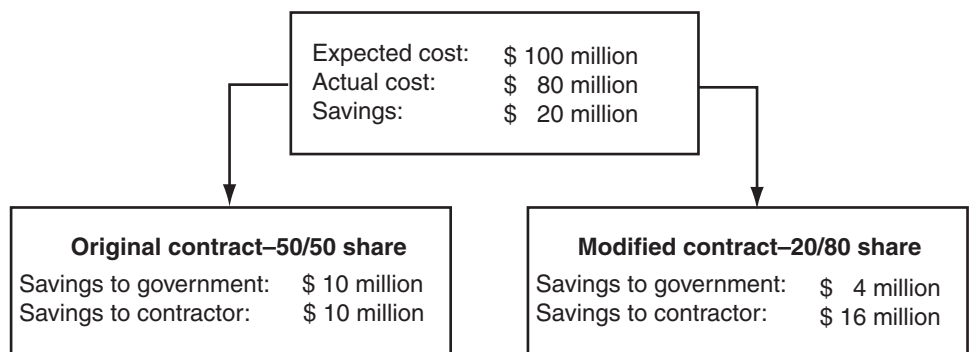 Expected cost: $ 100 million
Actual cost: $ 80 million
Savings: $ 20 million
Original contract–50/50 share
Savings to government: $ 10 million
Savings to contractor: $ 10 million
Modified contract–20/80 share
Savings to government: $ 4 million
Savings to contractor: $ 16 million